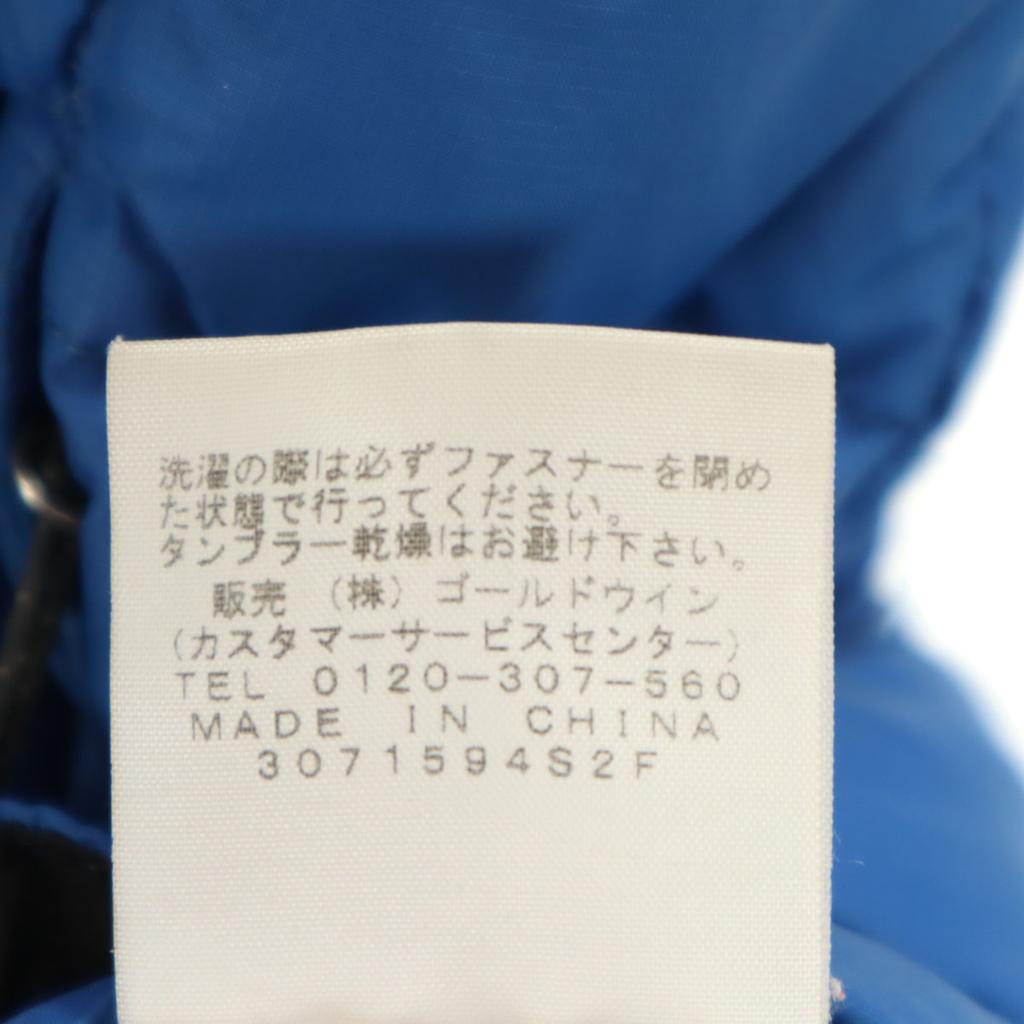 洗濯の際は必ずファスナーを閉め
た状態で行ってください。
タンブラー乾燥はお避け下さい。
販売 (株) ゴールドウイン
(カスタマーサービスセンター)
TEL 0120-307-560
MADE IN CHINA
3071594S2F